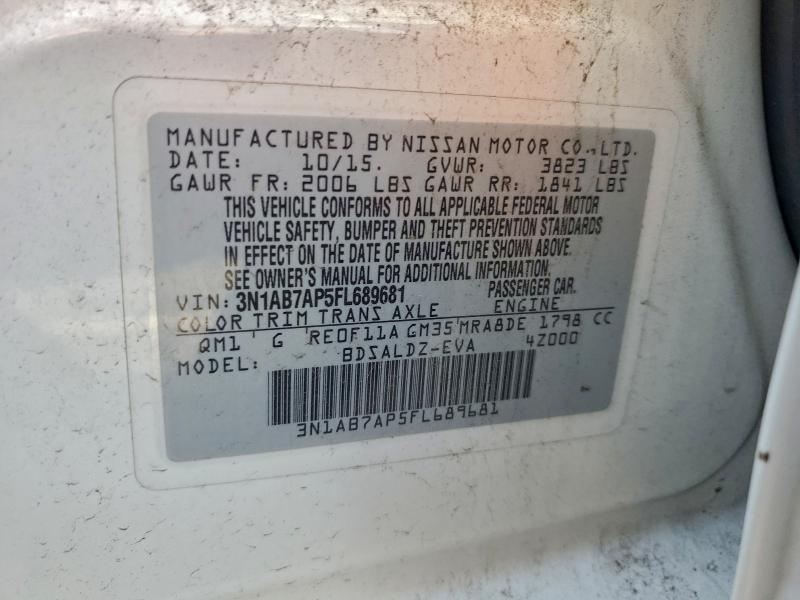 MANUFACTURED BY NISSAN MOTOR CO., LTD.
DATE: 10/15. GVWR: 3823 LBS
GAWR FR: 2006 LBS GAWR RR: 1841 LBS
THIS VEHICLE CONFORMS TO ALL APPLICABLE FEDERAL MOTOR
VEHICLE SAFETY, BUMPER AND THEFT PREVENTION STANDARDS
IN EFFECT ON THE DATE OF MANUFACTURE SHOWN ABOVE.
SEE OWNER'S MANUAL FOR ADDITIONAL INFORMATION.
VIN: 3N1AB7AP5FL689681 PASSENGER CAR.
COLOR TRIM TRANS AXLE ENGINE
QM1 G RE0F11A GM35 MRA8DE 1798 CC
MODEL: BDSALDZ-EVA 4Z000
3N1AB7AP5FL689681